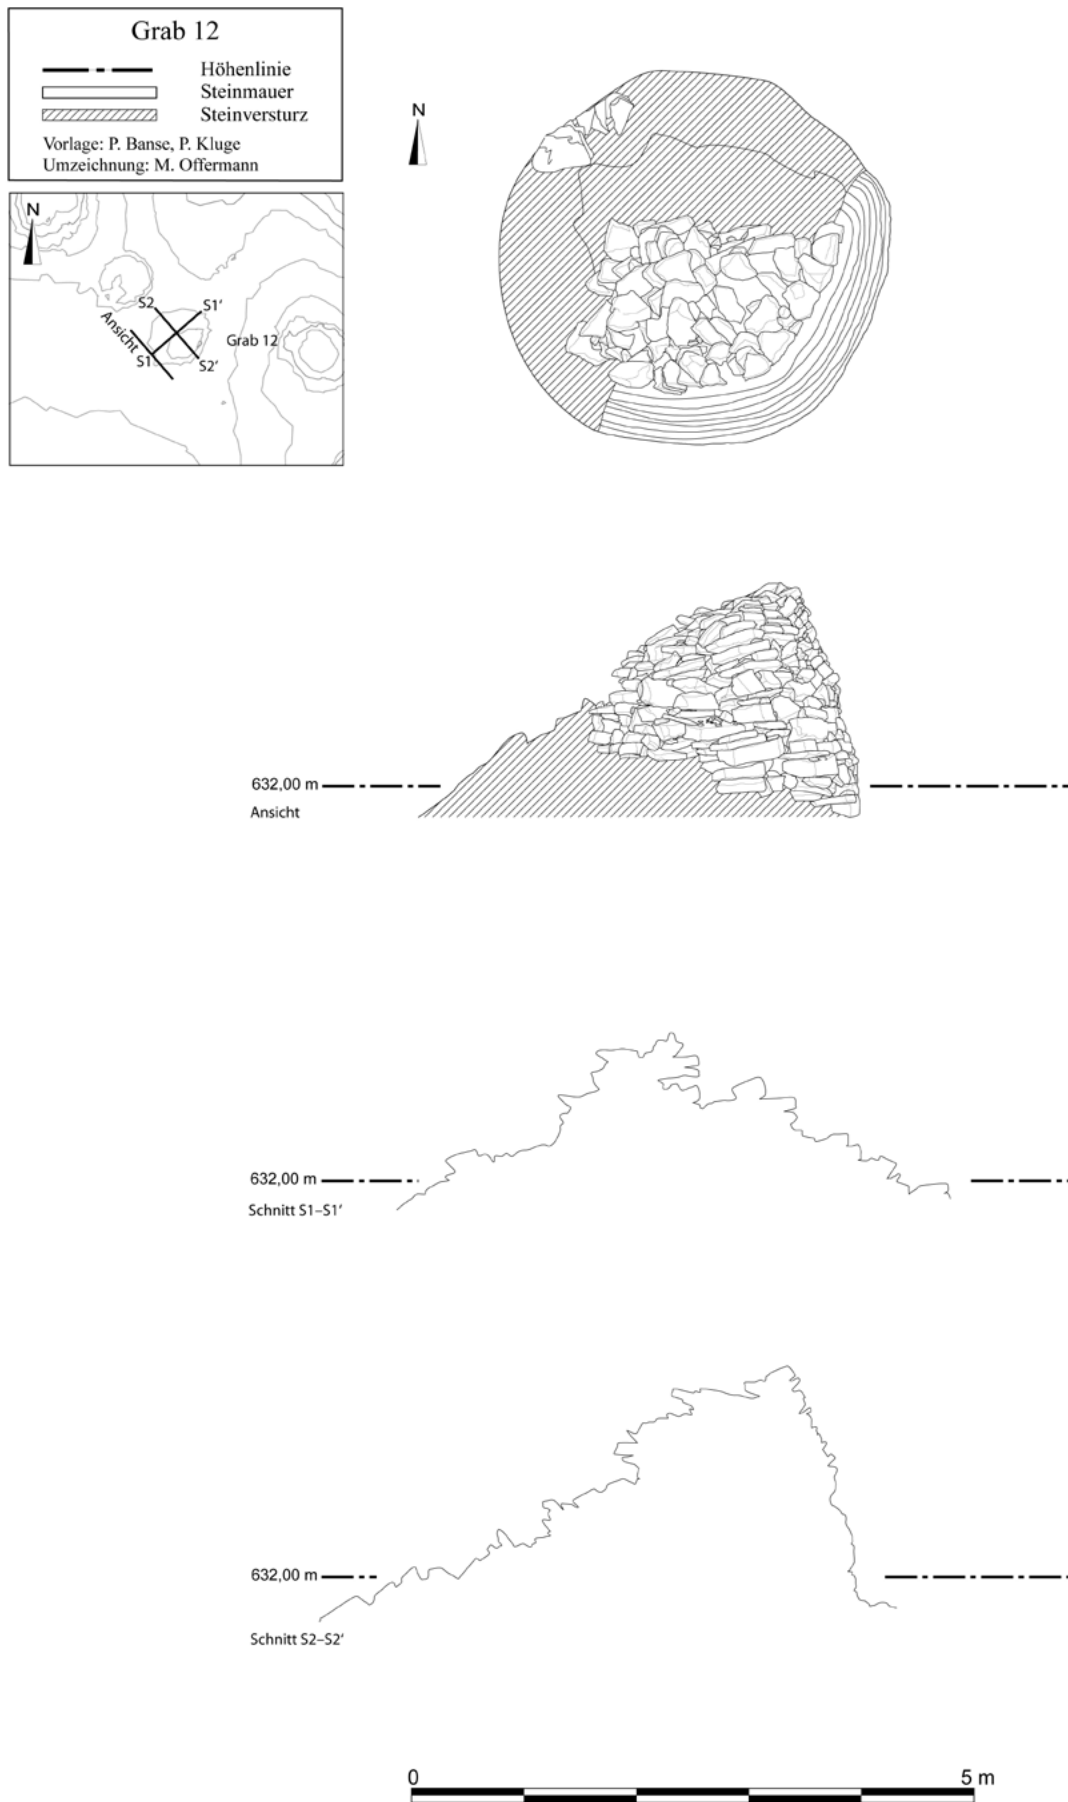 Grab 12
Höhenlinie
Steinmauer
Steinversturz
Vorlage: P. Banse, P. Kluge
Umzeichnung: M. Offermann
N
N
S2
S1'
Ansicht
Grab 12
S1
S2'
632,00 m
Ansicht
632,00 m
Schnitt S1–S1'
632,00 m
Schnitt S2–S2'
0
5 m